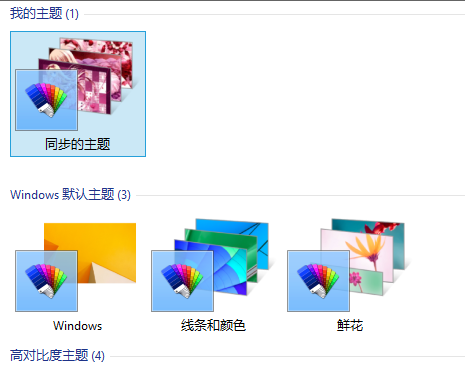 我的主题 (1)
同步的主题
Windows 默认主题 (3)
Windows
线条和颜色
鲜花
高对比度主题 (4)